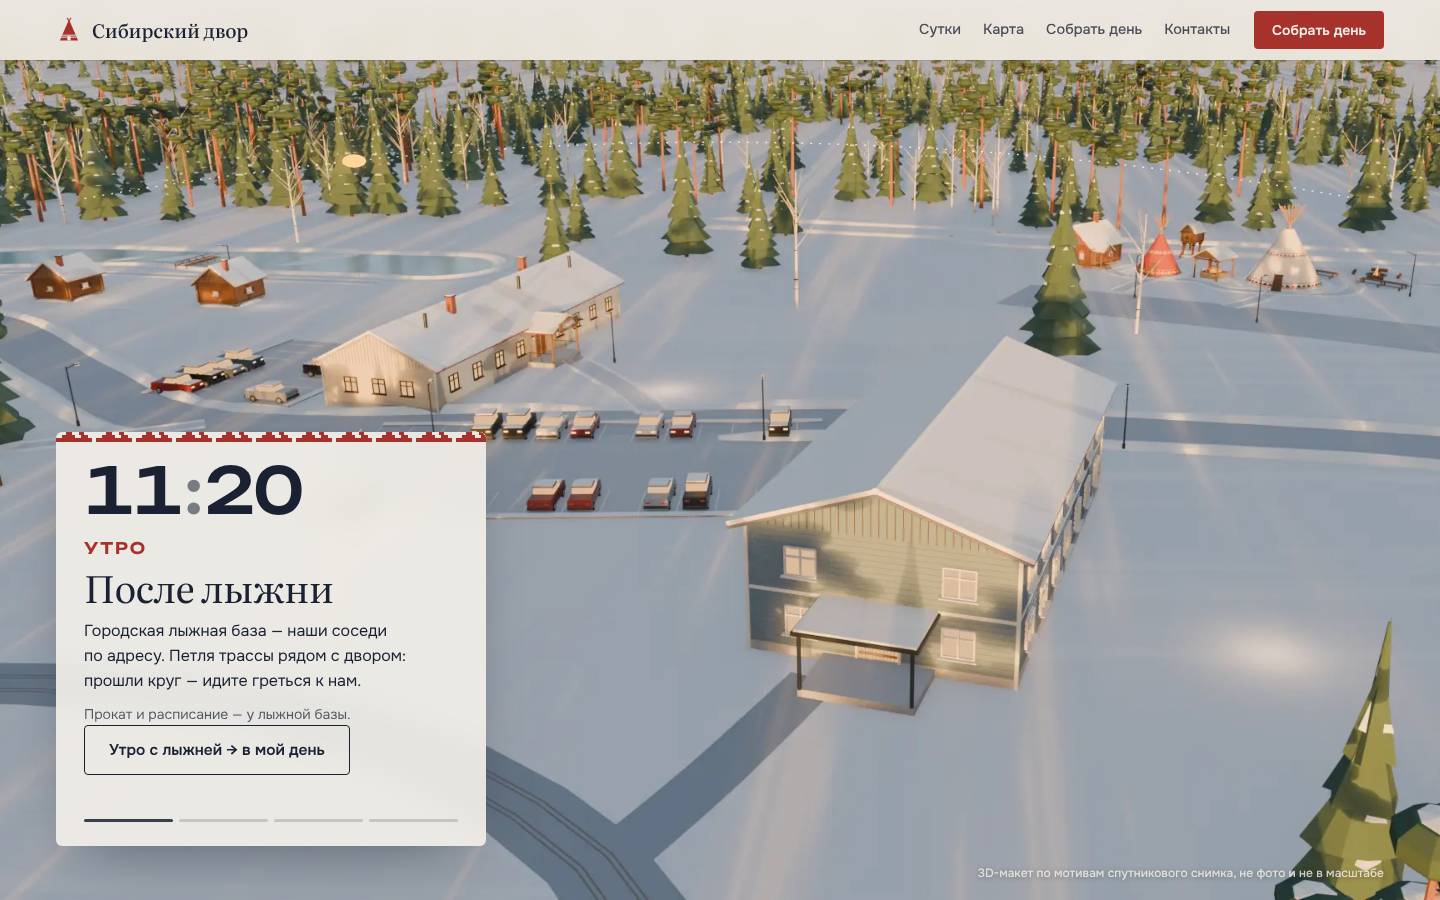 Сибирский двор
Сутки
Карта
Собрать день
Контакты
Собрать день
11:20
УТРО
После лыжни
Городская лыжная база — наши соседи
по адресу. Петля трассы рядом с двором:
прошли круг — идите греться к нам.
Прокат и расписание — у лыжной базы.
Утро с лыжней → в мой день
3D-макет по мотивам спутникового снимка, не фото и не в масштабе